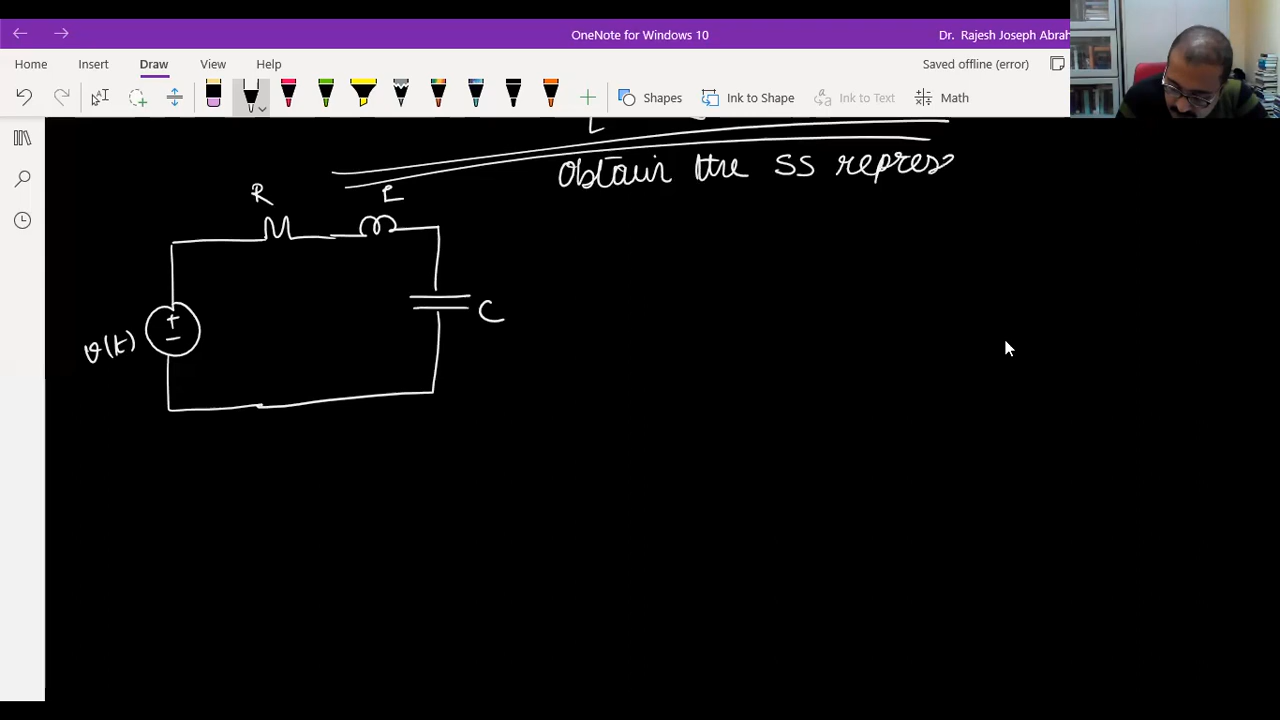 OneNote for Windows 10
Dr. Rajesh Joseph Abrah
Home Insert Draw View Help
Saved offline (error)
Shapes Ink to Shape Ink to Text Math
L
Obtain the SS repres
R L
+
−
v(t)
C